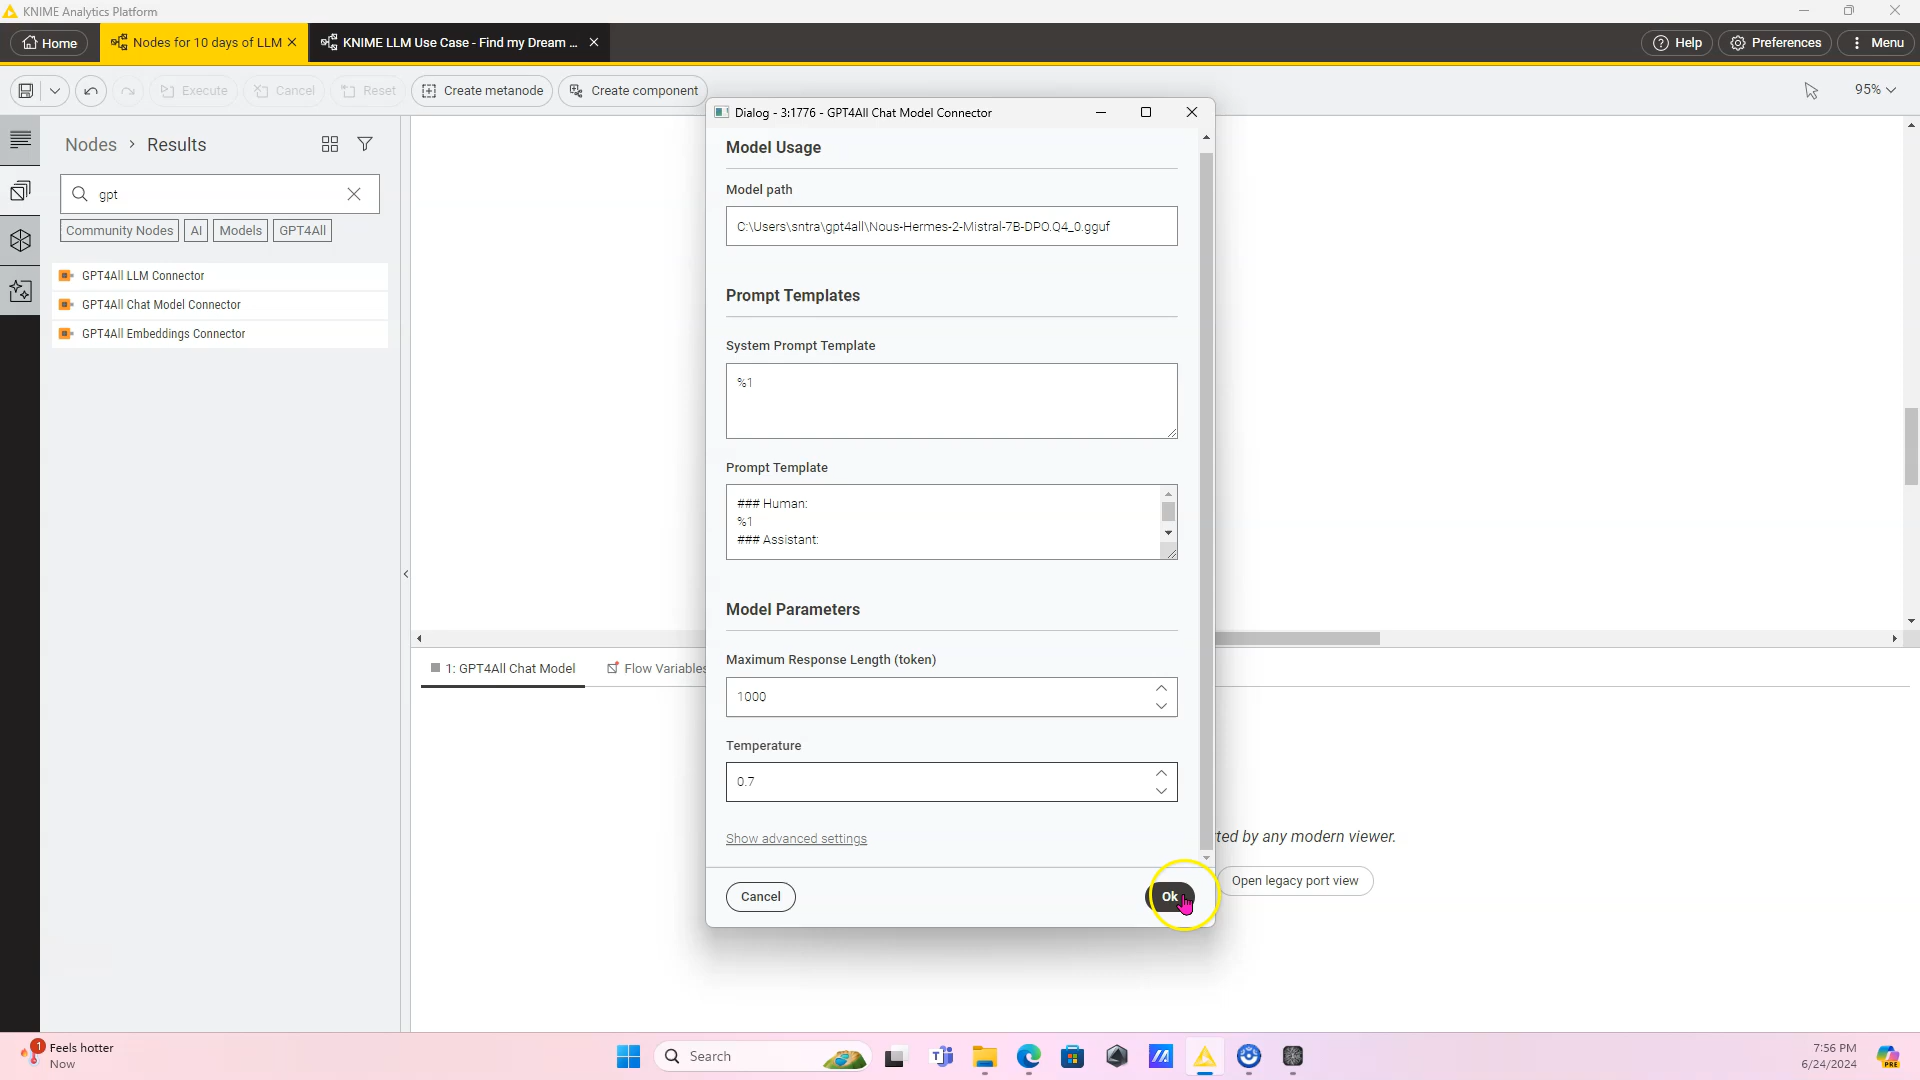 KNIME Analytics Platform
Home
Nodes for 10 days of LLM
KNIME LLM Use Case - Find my Dream ...
Help
Preferences
Menu
Execute
Cancel
Reset
Create metanode
Create component
95%
Nodes > Results
gpt
Community Nodes
AI
Models
GPT4All
GPT4All LLM Connector
GPT4All Chat Model Connector
GPT4All Embeddings Connector
Dialog - 3:1776 - GPT4All Chat Model Connector
Model Usage
Model path
C:\Users\sntra\gpt4all\Nous-Hermes-2-Mistral-7B-DPO.Q4_0.gguf
Prompt Templates
System Prompt Template
%1
Prompt Template
### Human:
%1
### Assistant:
Model Parameters
Maximum Response Length (token)
1000
Temperature
0.7
Show advanced settings
Cancel
Ok
1: GPT4All Chat Model
Flow Variables
ted by any modern viewer.
Open legacy port view
1
Feels hotter
Now
Search
7:56 PM
6/24/2024
PRE